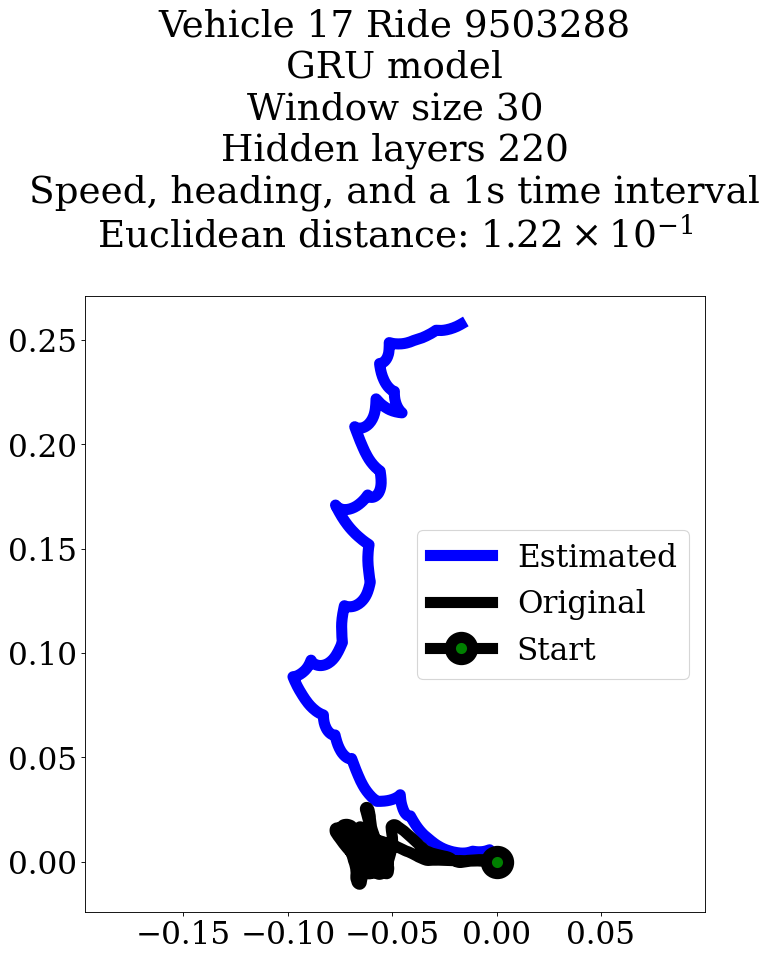 Vehicle 17 Ride 9503288
GRU model
Window size 30
Hidden layers 220
Speed, heading, and a 1s time interval
Euclidean distance: 1.22 × 10⁻¹
0.25
0.20
0.15
0.10
0.05
0.00
Estimated
Original
Start
−0.15 −0.10 −0.05 0.00 0.05